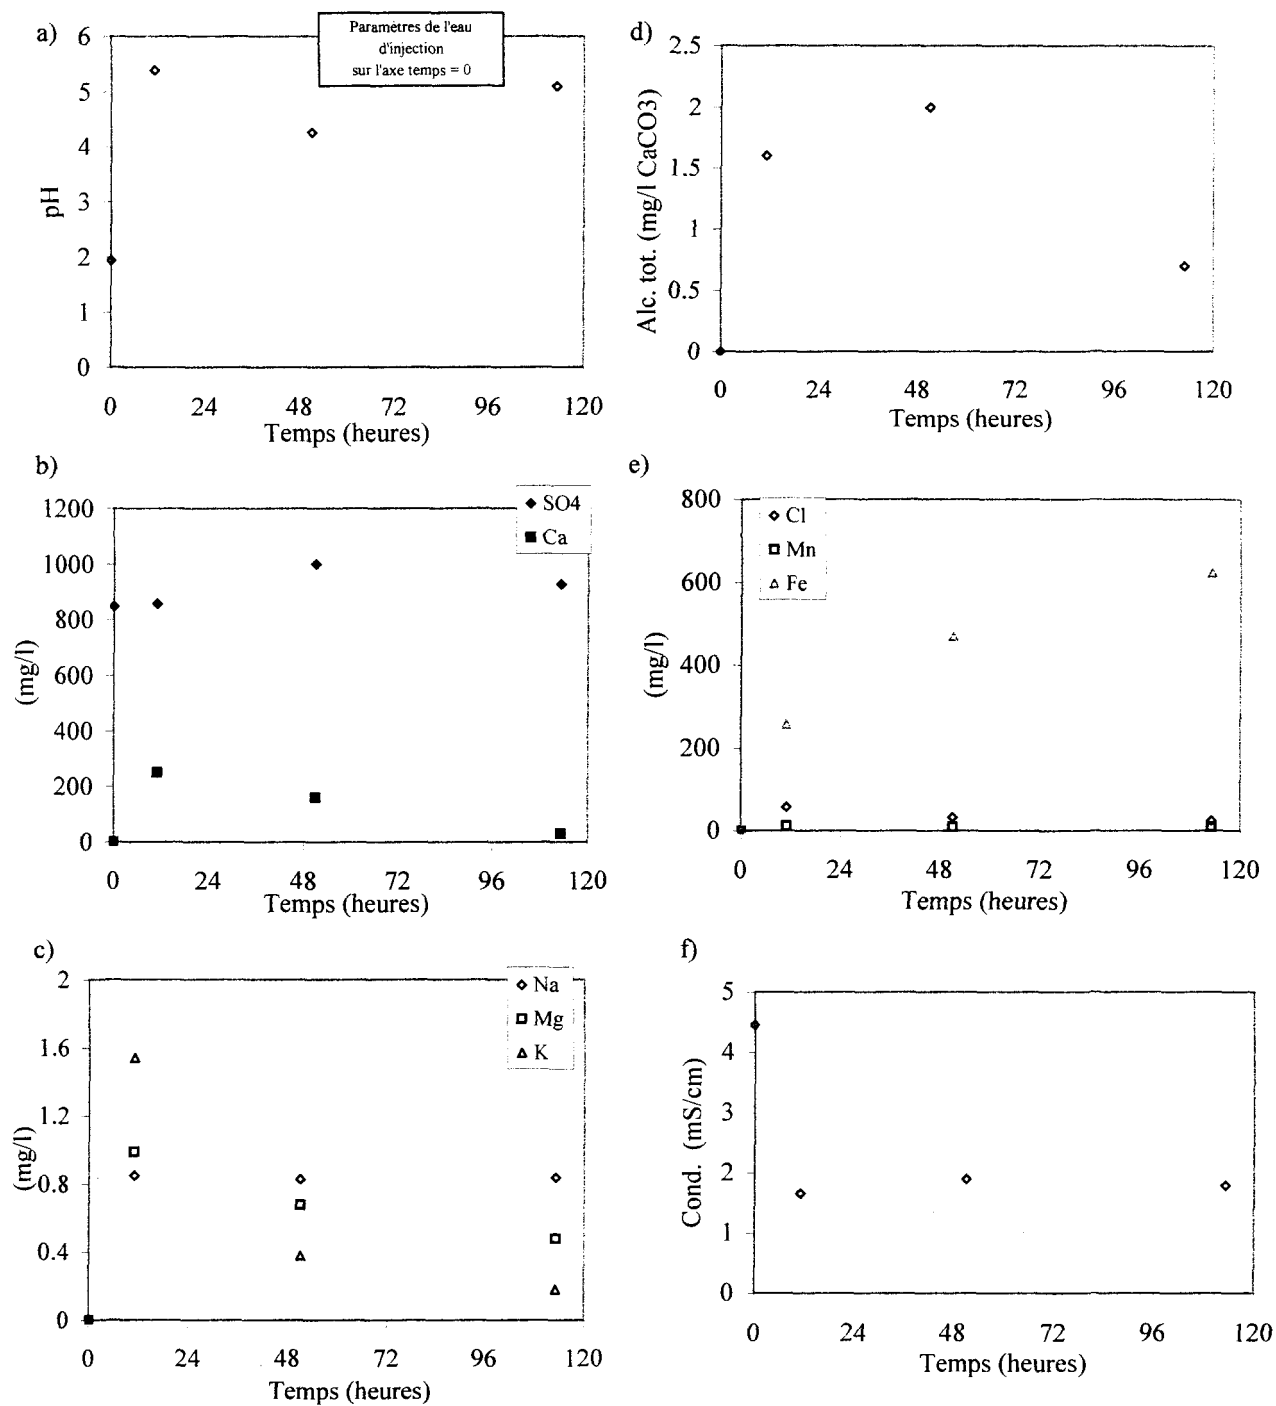 a)
Paramètres de l'eau
d'injection
sur l'axe temps = 0
6
5
4
3
2
1
0
pH
0 24 48 72 96 120
Temps (heures)
d)
2.5
2
1.5
1
0.5
0
Alc. tot. (mg/l CaCO3)
0 24 48 72 96 120
Temps (heures)
b)
SO4
Ca
1200
1000
800
600
400
200
0
(mg/l)
0 24 48 72 96 120
Temps (heures)
e)
Cl
Mn
Fe
800
600
400
200
0
(mg/l)
0 24 48 72 96 120
Temps (heures)
c)
Na
Mg
K
2
1.6
1.2
0.8
0.4
0
(mg/l)
0 24 48 72 96 120
Temps (heures)
f)
5
4
3
2
1
0
Cond. (mS/cm)
0 24 48 72 96 120
Temps (heures)